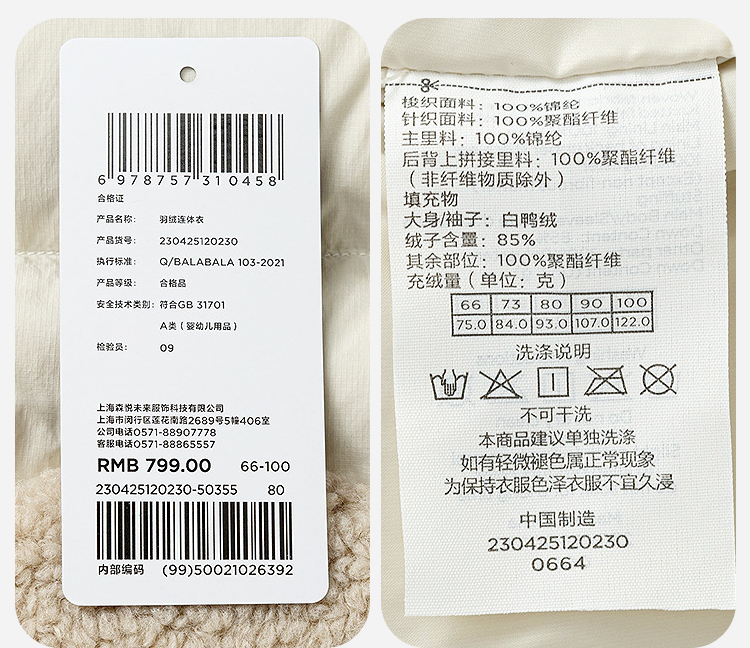 6 978757 310458
合格证
产品名称: 羽绒连体衣
产品货号: 230425120230
执行标准: Q/BALABALA 103-2021
产品等级: 合格品
安全技术类别: 符合GB 31701
A类（婴幼儿用品）
检验员: 09
上海森悦未来服饰科技有限公司
上海市闵行区莲花南路2689号5幢406室
公司电话0571-88907778
客服电话0571-88865557
RMB 799.00 66-100
230425120230-50355 80
内部编码 (99)50021026392
梭织面料: 100%锦纶
针织面料: 100%聚酯纤维
主里料: 100%锦纶
后背上拼接里料: 100%聚酯纤维
（非纤维物质除外）
填充物
大身/袖子: 白鸭绒
绒子含量: 85%
其余部位: 100%聚酯纤维
充绒量（单位: 克）
66 73 80 90 100
75.0 84.0 93.0 107.0 122.0
洗涤说明
不可干洗
本商品建议单独洗涤
如有轻微褪色属正常现象
为保持衣服色泽衣服不宜久浸
中国制造
230425120230
0664